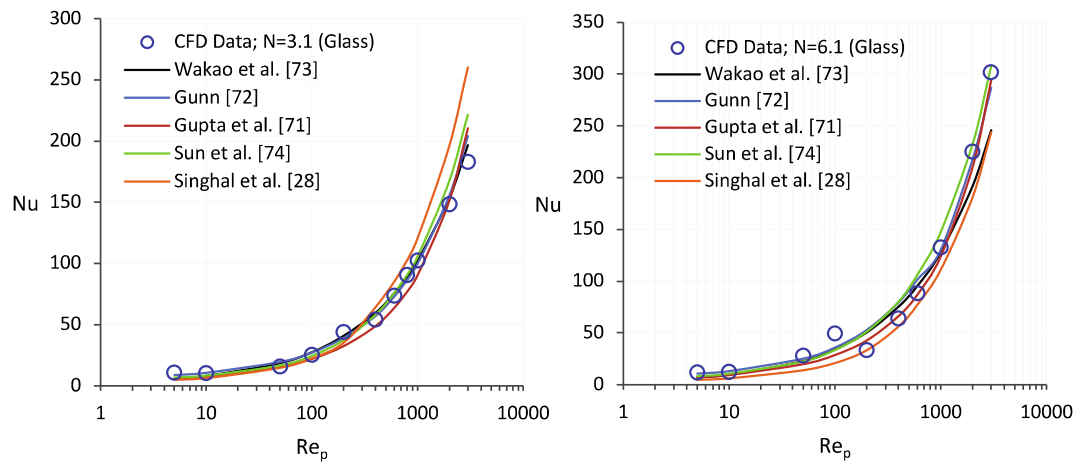 300
250
200
150
100
50
0
Nu
CFD Data; N=3.1 (Glass)
Wakao et al. [73]
Gunn [72]
Gupta et al. [71]
Sun et al. [74]
Singhal et al. [28]
1 10 100 1000 10000
Rep
350
300
250
200
150
100
50
0
Nu
CFD Data; N=6.1 (Glass)
Wakao et al. [73]
Gunn [72]
Gupta et al. [71]
Sun et al. [74]
Singhal et al. [28]
1 10 100 1000 10000
Rep